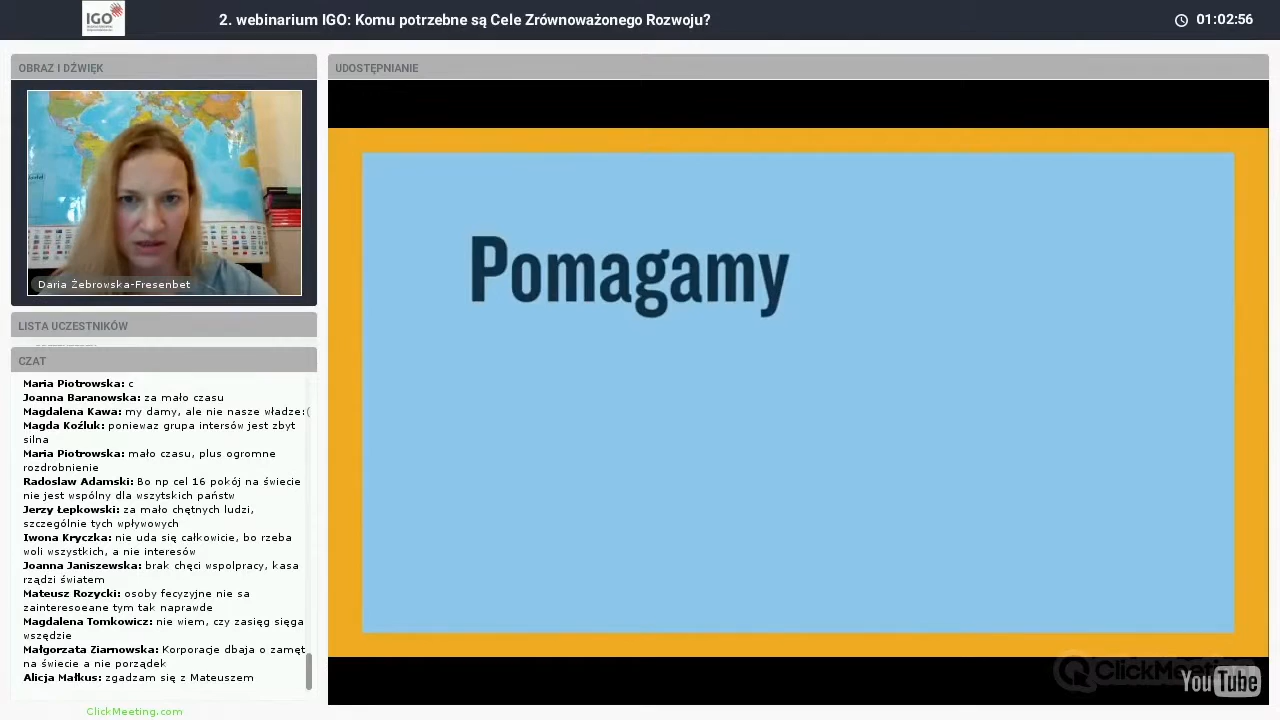 IGO
2. webinarium IGO: Komu potrzebne są Cele Zrównoważonego Rozwoju?
01:02:56
OBRAZ I DŹWIĘK
Daria Żebrowska-Fresenbet
LISTA UCZESTNIKÓW
CZAT
Maria Piotrowska: c
Joanna Baranowska: za mało czasu
Magdalena Kawa: my damy, ale nie nasze władze:(
Magda Koźluk: poniewaz grupa intersów jest zbyt
silna
Maria Piotrowska: mało czasu, plus ogromne
rozdrobnienie
Radoslaw Adamski: Bo np cel 16 pokój na świecie
nie jest wspólny dla wszytskich państw
Jerzy Łepkowski: za mało chętnych ludzi,
szczególnie tych wpływowych
Iwona Kryczka: nie uda się całkowicie, bo rzeba
woli wszystkich, a nie interesów
Joanna Janiszewska: brak chęci wspolpracy, kasa
rządzi światem
Mateusz Rozycki: osoby fecyzyjne nie sa
zainteresoeane tym tak naprawde
Magdalena Tomkowicz: nie wiem, czy zasięg sięga
wszędzie
Małgorzata Ziarnowska: Korporacje dbaja o zamęt
na świecie a nie porządek
Alicja Małkus: zgadzam się z Mateuszem
ClickMeeting.com
UDOSTĘPNIANIE
Pomagamy
ClickMeeting
YouTube